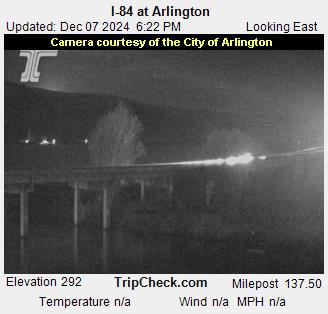 I-84 at Arlington
Updated: Dec 07 2024 6:22 PM Looking East
Camera courtesy of the City of Arlington
Elevation 292 TripCheck.com Milepost 137.50
Temperature n/a Wind n/a MPH n/a